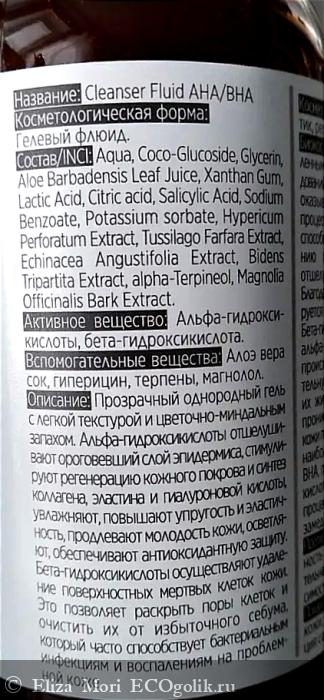 Название: Cleanser Fluid AHA/BHA
Косметологическая форма:
Гелевый флюид.
Состав/INCI: Aqua, Coco-Glucoside, Glycerin,
Aloe Barbadensis Leaf Juice, Xanthan Gum,
Lactic Acid, Citric acid, Salicylic Acid, Sodium
Benzoate, Potassium sorbate, Hypericum
Perforatum Extract, Tussilago Farfara Extract,
Echinacea Angustifolia Extract, Bidens
Tripartita Extract, alpha-Terpineol, Magnolia
Officinalis Bark Extract.
Активное вещество: Альфа-гидрокси-
кислоты, бета-гидроксикислота.
Вспомогательные вещества: Алоэ вера
сок, гиперицин, терпены, магнолол.
Описание: Прозрачный однородный гель
с легкой текстурой и цветочно-миндальным
запахом. Альфа-гидроксикислоты отшелуши-
вают ороговевший слой эпидермиса, стимули-
руют регенерацию кожного покрова и синтез
коллагена, эластина и гиалуроновой кислоты,
увлажняют, повышают упругость и эластич-
ность, продлевают молодость кожи, осветля-
ют, обеспечивают антиоксидантную защиту.
Бета-гидроксикислоты осуществляют удале-
ние поверхностных мертвых клеток кожи.
Это позволяет раскрыть поры клеток и
очистить их от избыточного себума,
который часто способствует бактериальным
инфекциям и воспалениям на проблем-
ной коже.
© Eliza Mori ECOgolik.ru